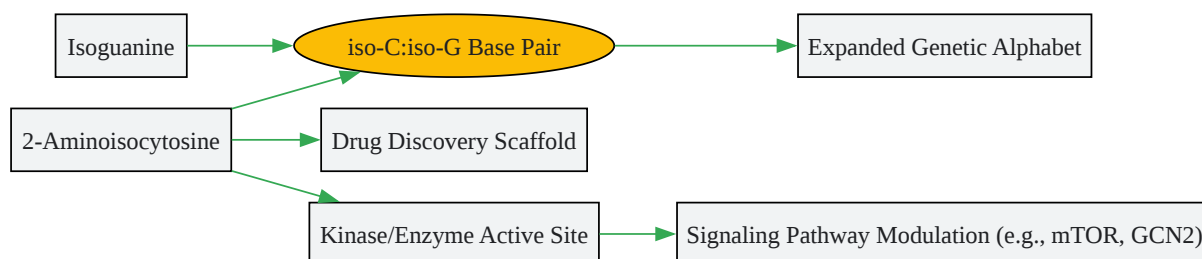 Isoguanine
iso-C:iso-G Base Pair
Expanded Genetic Alphabet
2-Aminoisocytosine
Drug Discovery Scaffold
Kinase/Enzyme Active Site
Signaling Pathway Modulation (e.g., mTOR, GCN2)